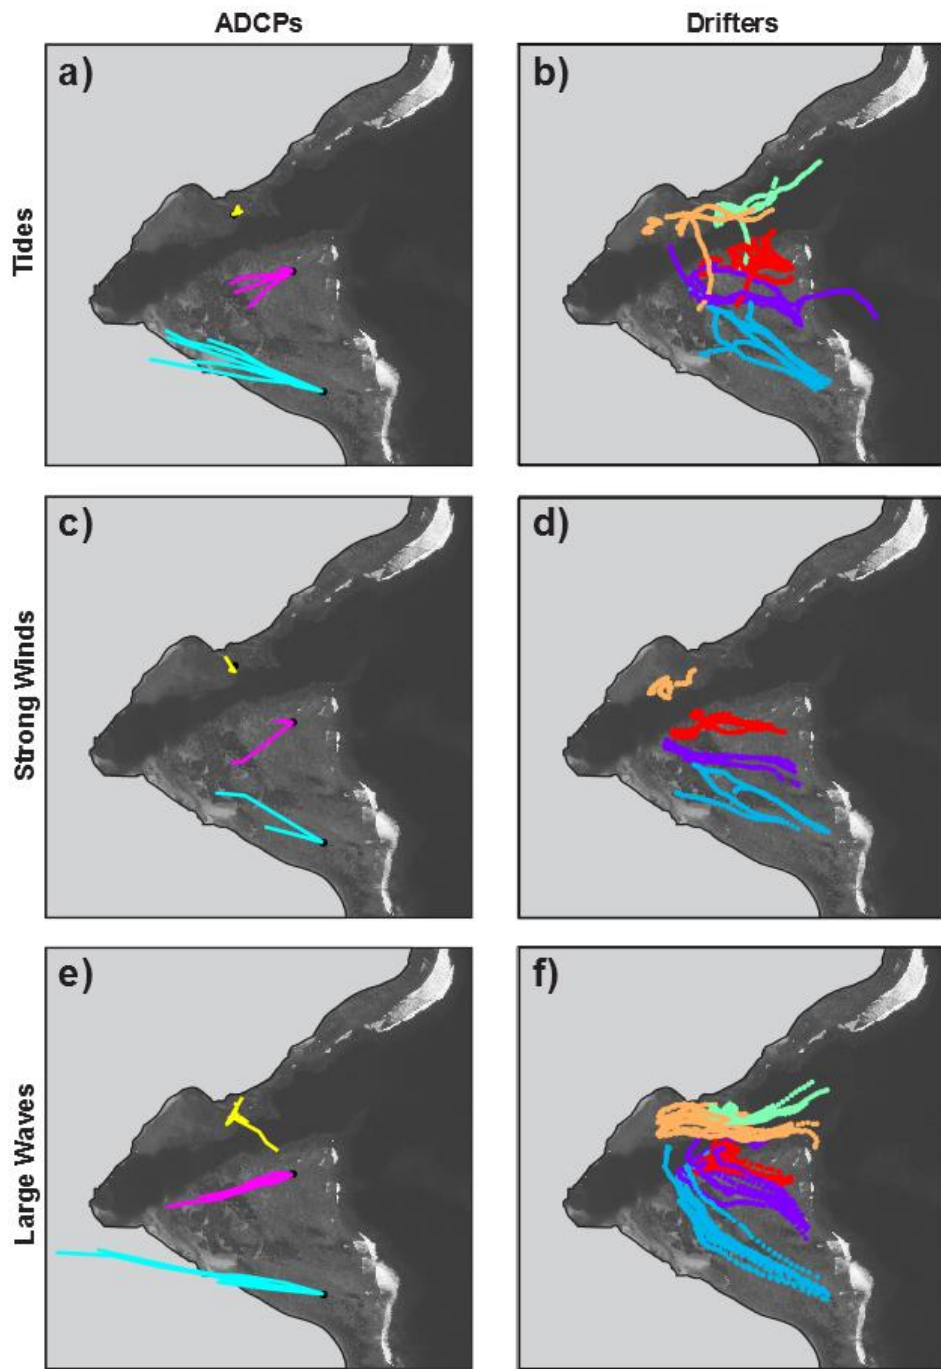 ADCPs
Drifters
Tides
a)
b)
Strong Winds
c)
d)
Large Waves
e)
f)